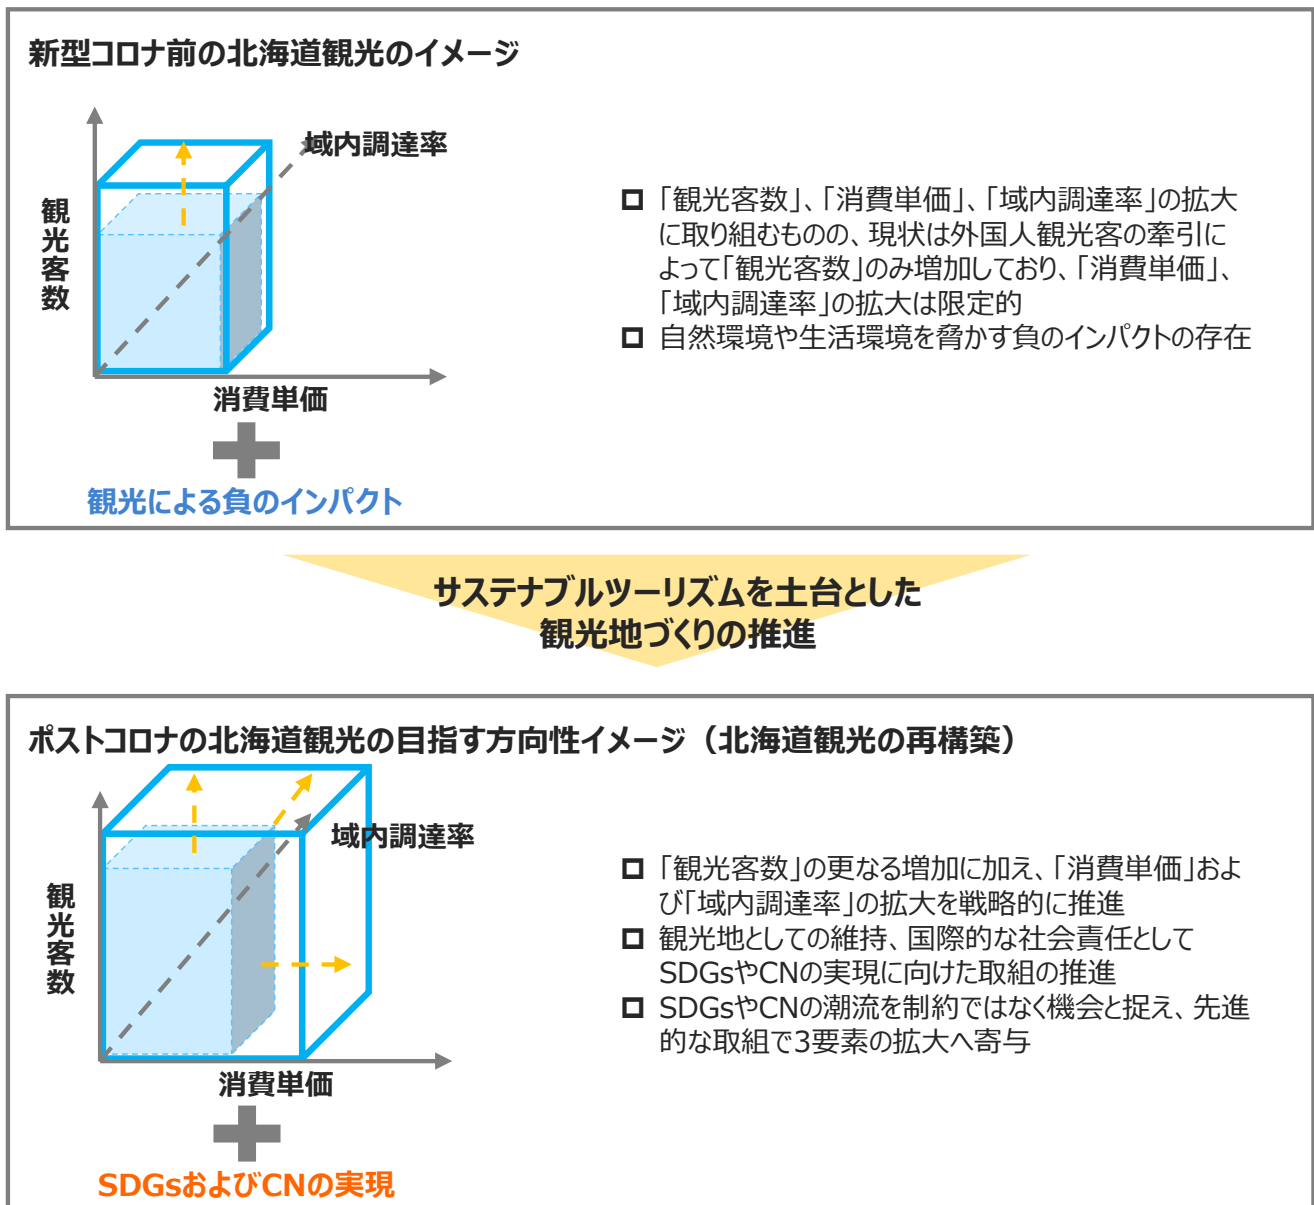 新型コロナ前の北海道観光のイメージ
域内調達率
観光客数
消費単価
観光による負のインパクト
「観光客数」、「消費単価」、「域内調達率」の拡大
に取り組むものの、現状は外国人観光客の牽引に
よって「観光客数」のみ増加しており、「消費単価」、
「域内調達率」の拡大は限定的
自然環境や生活環境を脅かす負のインパクトの存在
サステナブルツーリズムを土台とした
観光地づくりの推進
ポストコロナの北海道観光の目指す方向性イメージ（北海道観光の再構築）
域内調達率
観光客数
消費単価
SDGsおよびCNの実現
「観光客数」の更なる増加に加え、「消費単価」およ
び「域内調達率」の拡大を戦略的に推進
観光地としての維持、国際的な社会責任として
SDGsやCNの実現に向けた取組の推進
SDGsやCNの潮流を制約ではなく機会と捉え、先進
的な取組で3要素の拡大へ寄与